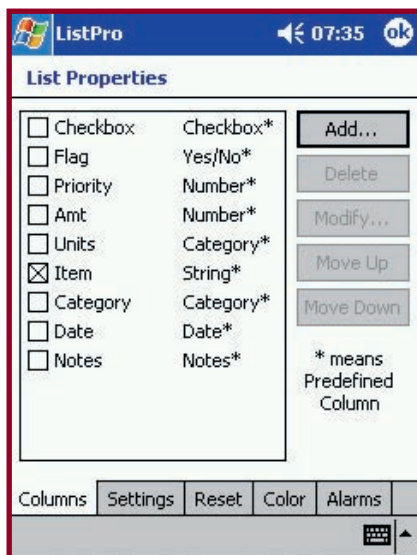 ListPro 07:35 ok
List Properties
Checkbox Checkbox*
Flag Yes/No*
Priority Number*
Amt Number*
Units Category*
Item String*
Category Category*
Date Date*
Notes Notes*
Add...
Delete
Modify...
Move Up
Move Down
* means
Predefined
Column
Columns Settings Reset Color Alarms